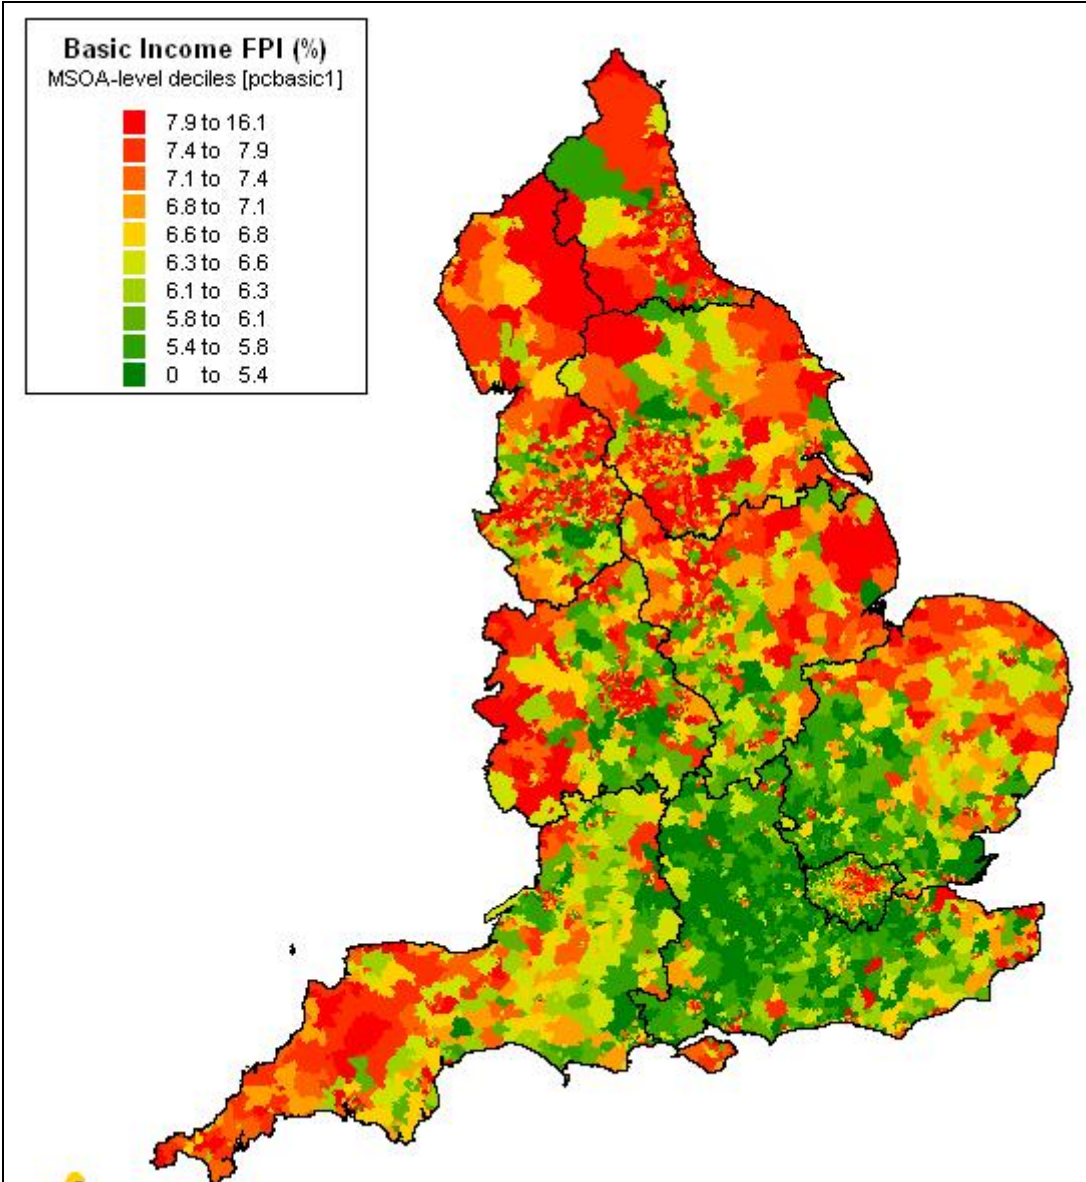 Basic Income FPI (%)
MSOA-level deciles [pcbasic1]
7.9 to 16.1
7.4 to 7.9
7.1 to 7.4
6.8 to 7.1
6.6 to 6.8
6.3 to 6.6
6.1 to 6.3
5.8 to 6.1
5.4 to 5.8
0 to 5.4